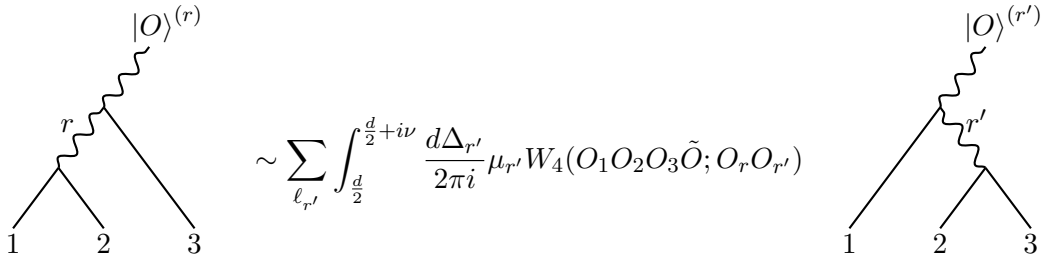 |O⟩^{(r)} |O⟩^{(r')}
r ∼ \sum_{\ell_{r'}} \int_{\frac{d}{2}}^{\frac{d}{2}+i\nu} \frac{d\Delta_{r'}}{2\pi i} \mu_{r'} W_4(O_1 O_2 O_3 \tilde{O}; O_r O_{r'}) r'
1 2 3 1 2 3